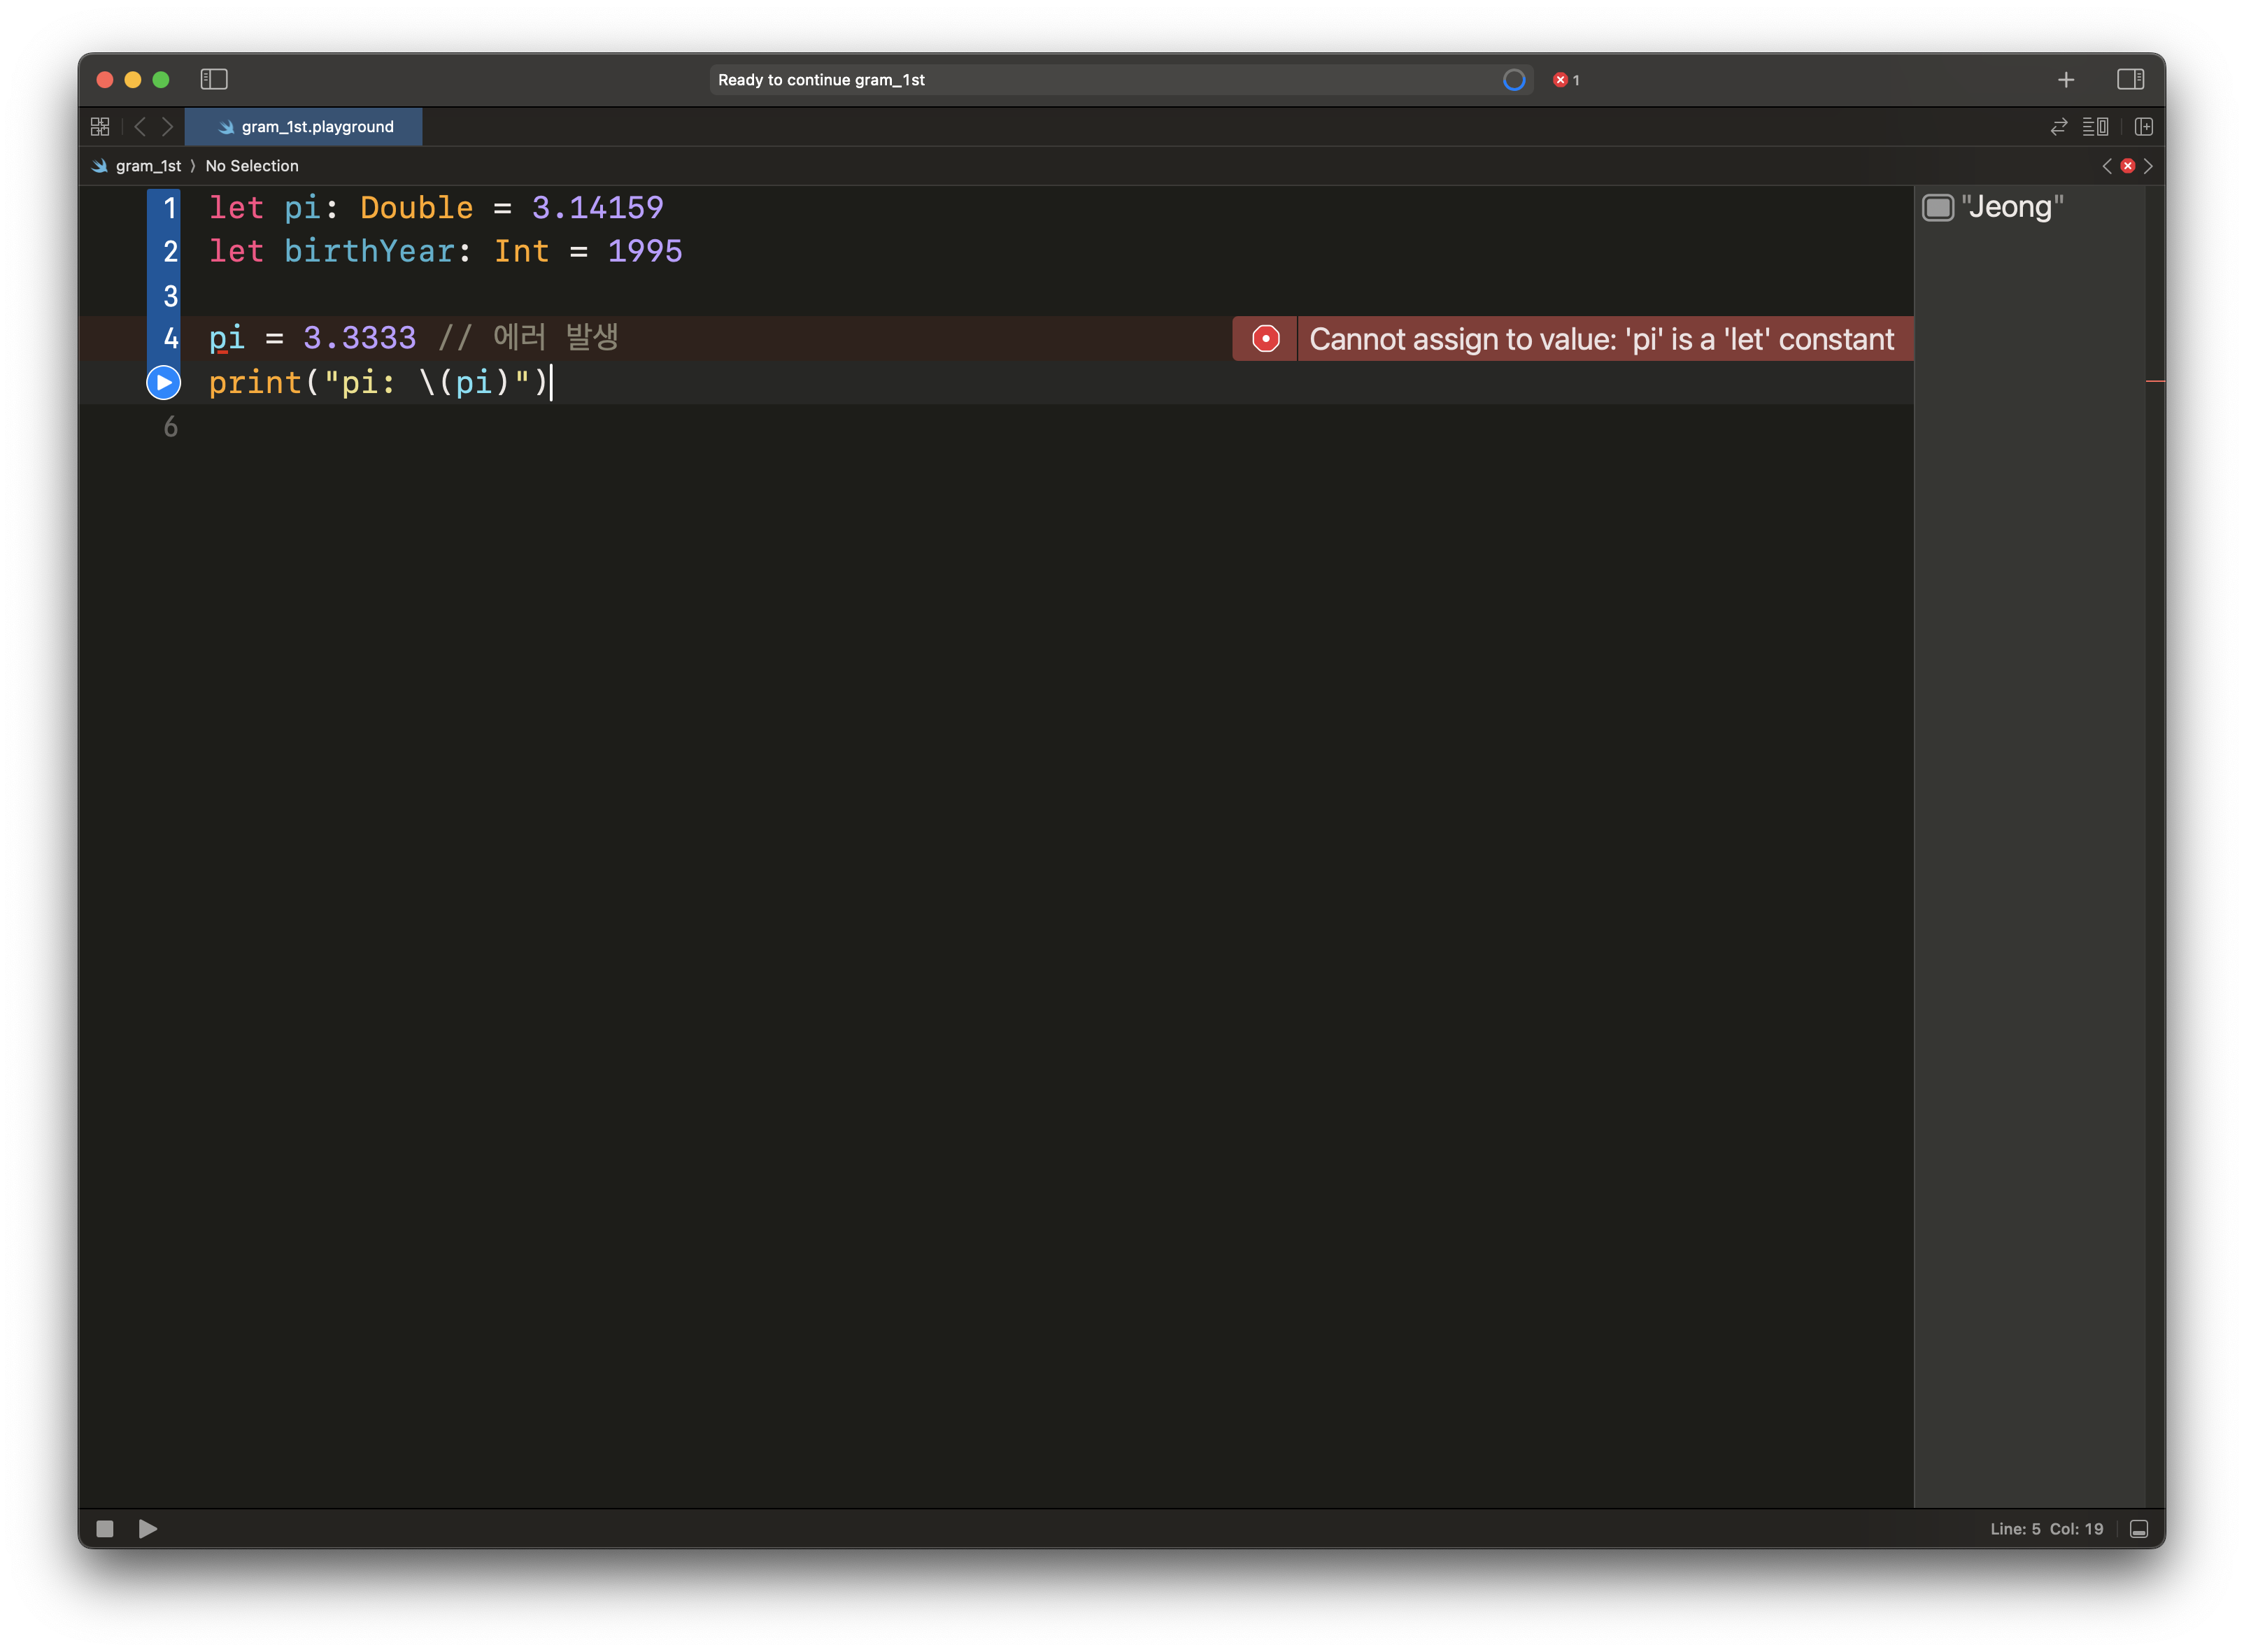 Ready to continue gram_1st
1
gram_1st.playground
gram_1st 〉 No Selection
1 let pi: Double = 3.14159
2 let birthYear: Int = 1995
3
4 pi = 3.3333 // 에러 발생
Cannot assign to value: 'pi' is a 'let' constant
print("pi: \(pi)")
6
"Jeong"
Line: 5 Col: 19